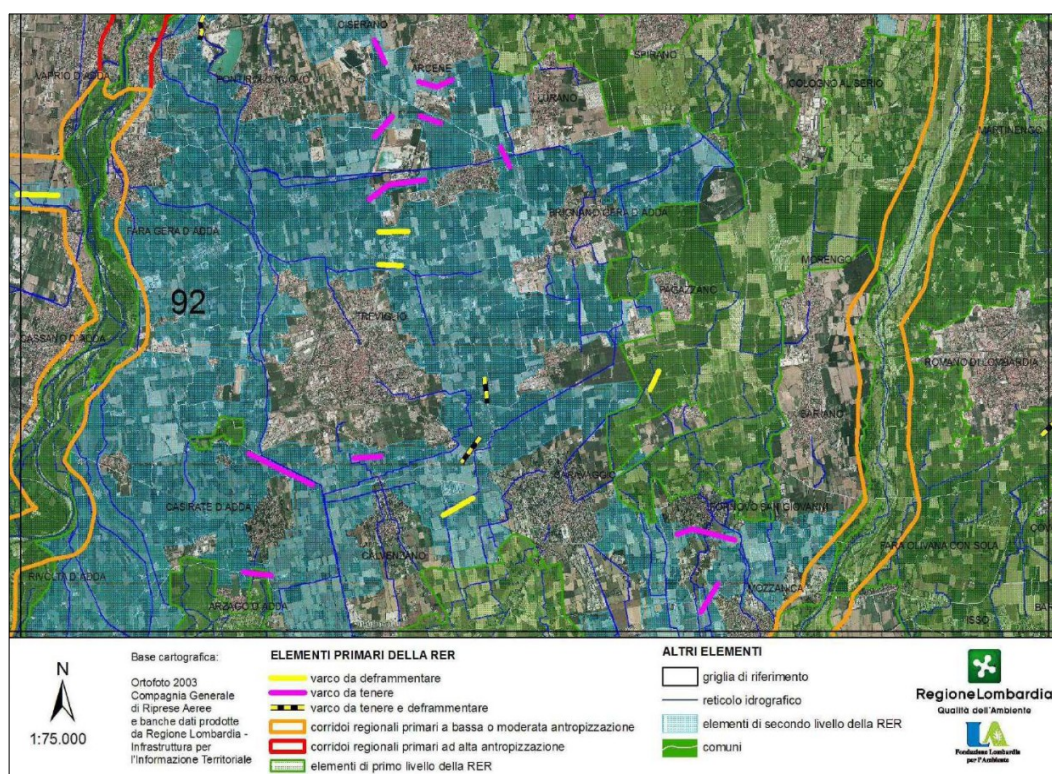 CISERANO
ARCENE
SPIRANO
VAPRIO D'ADDA
PONTIROLO NUOVO
LURANO
COLOGNO AL SERIO
MARTINENGO
FARA GERA D'ADDA
BRIGNANO GERA D'ADDA
MORENGO
92
PAGAZZANO
TREVIGLIO
CASSANO D'ADDA
ROMANO DI LOMBARDIA
BARIANO
CARAVAGGIO
CASIRATE D'ADDA
FORNOVO SAN GIOVANNI
CALVENZANO
FARA OLIVANA CON SOLA
RIVOLTA D'ADDA
MOZZANICA
ARZAGO D'ADDA
ISSO
N
1:75.000
Base cartografica:
Ortofoto 2003
Compagnia Generale
di Riprese Aeree
e banche dati prodotte
da Regione Lombardia -
Infrastruttura per
l'Informazione Territoriale
ELEMENTI PRIMARI DELLA RER
varco da deframmentare
varco da tenere
varco da tenere e deframmentare
corridoi regionali primari a bassa o moderata antropizzazione
corridoi regionali primari ad alta antropizzazione
elementi di primo livello della RER
ALTRI ELEMENTI
griglia di riferimento
reticolo idrografico
elementi di secondo livello della RER
comuni
RegioneLombardia
Qualità dell'Ambiente
Fondazione Lombardia
per l'Ambiente